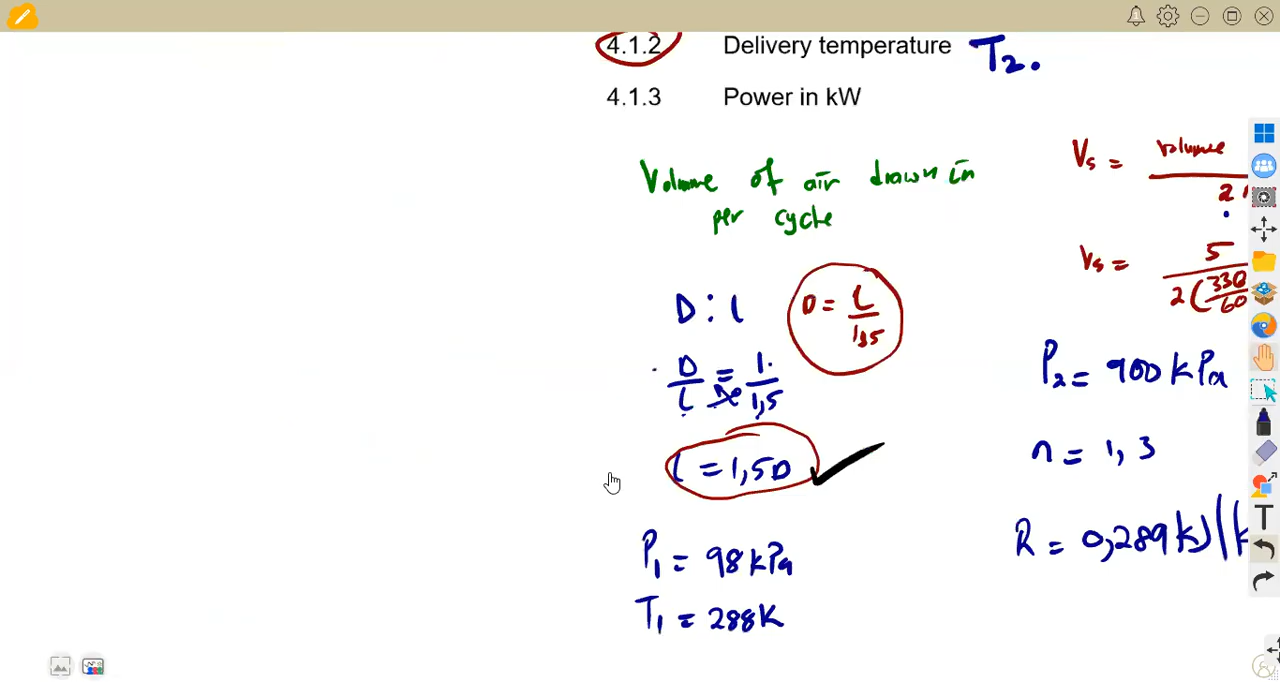 4.1.2 Delivery temperature T2.
4.1.3 Power in kW
Volume of air drawn in
per cycle
D : L
D = L / 1,5
D / L = 1 / 1,5
L = 1,5D
P1 = 98 kPa
T1 = 288K
Vs = volume / 2
Vs = 5 / 2(330/60
P2 = 900 kPa
n = 1,3
R = 0,289 kJ/
T